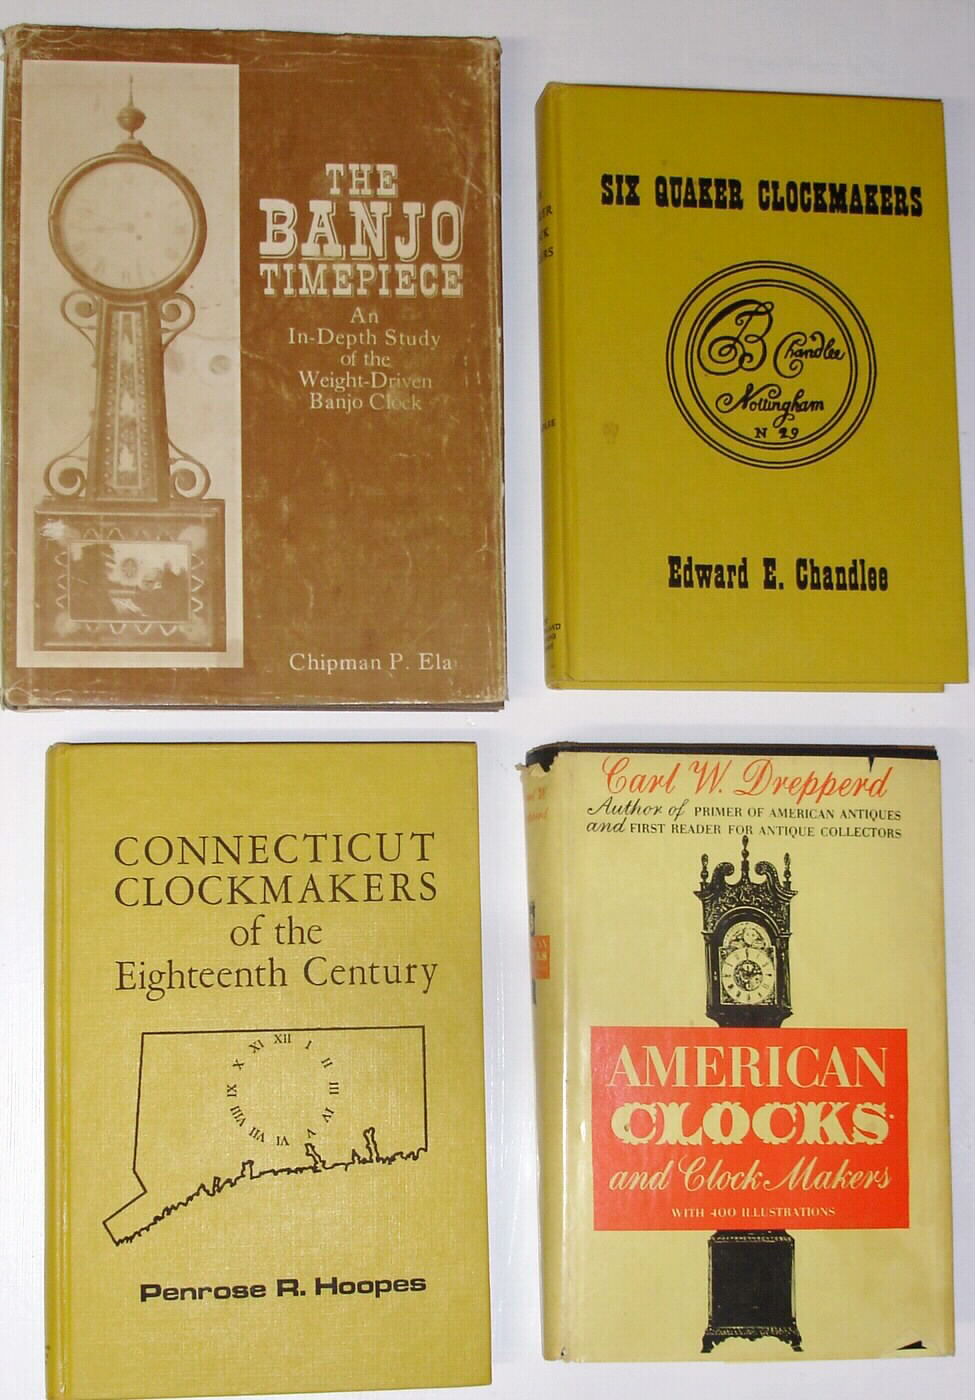 THE
BANJO
TIMEPIECE
An
In-Depth Study
of the
Weight-Driven
Banjo Clock
Chipman P. Ela
SIX QUAKER CLOCKMAKERS
B Chandlee
Nottingham
N 29
Edward E. Chandlee
CONNECTICUT
CLOCKMAKERS
of the
Eighteenth Century
XII I II III IV V VI VII VIII IX X XI
Penrose R. Hoopes
Carl W. Drepperd
Author of PRIMER OF AMERICAN ANTIQUES
and FIRST READER FOR ANTIQUE COLLECTORS
AMERICAN
CLOCKS
and Clock Makers
WITH 400 ILLUSTRATIONS